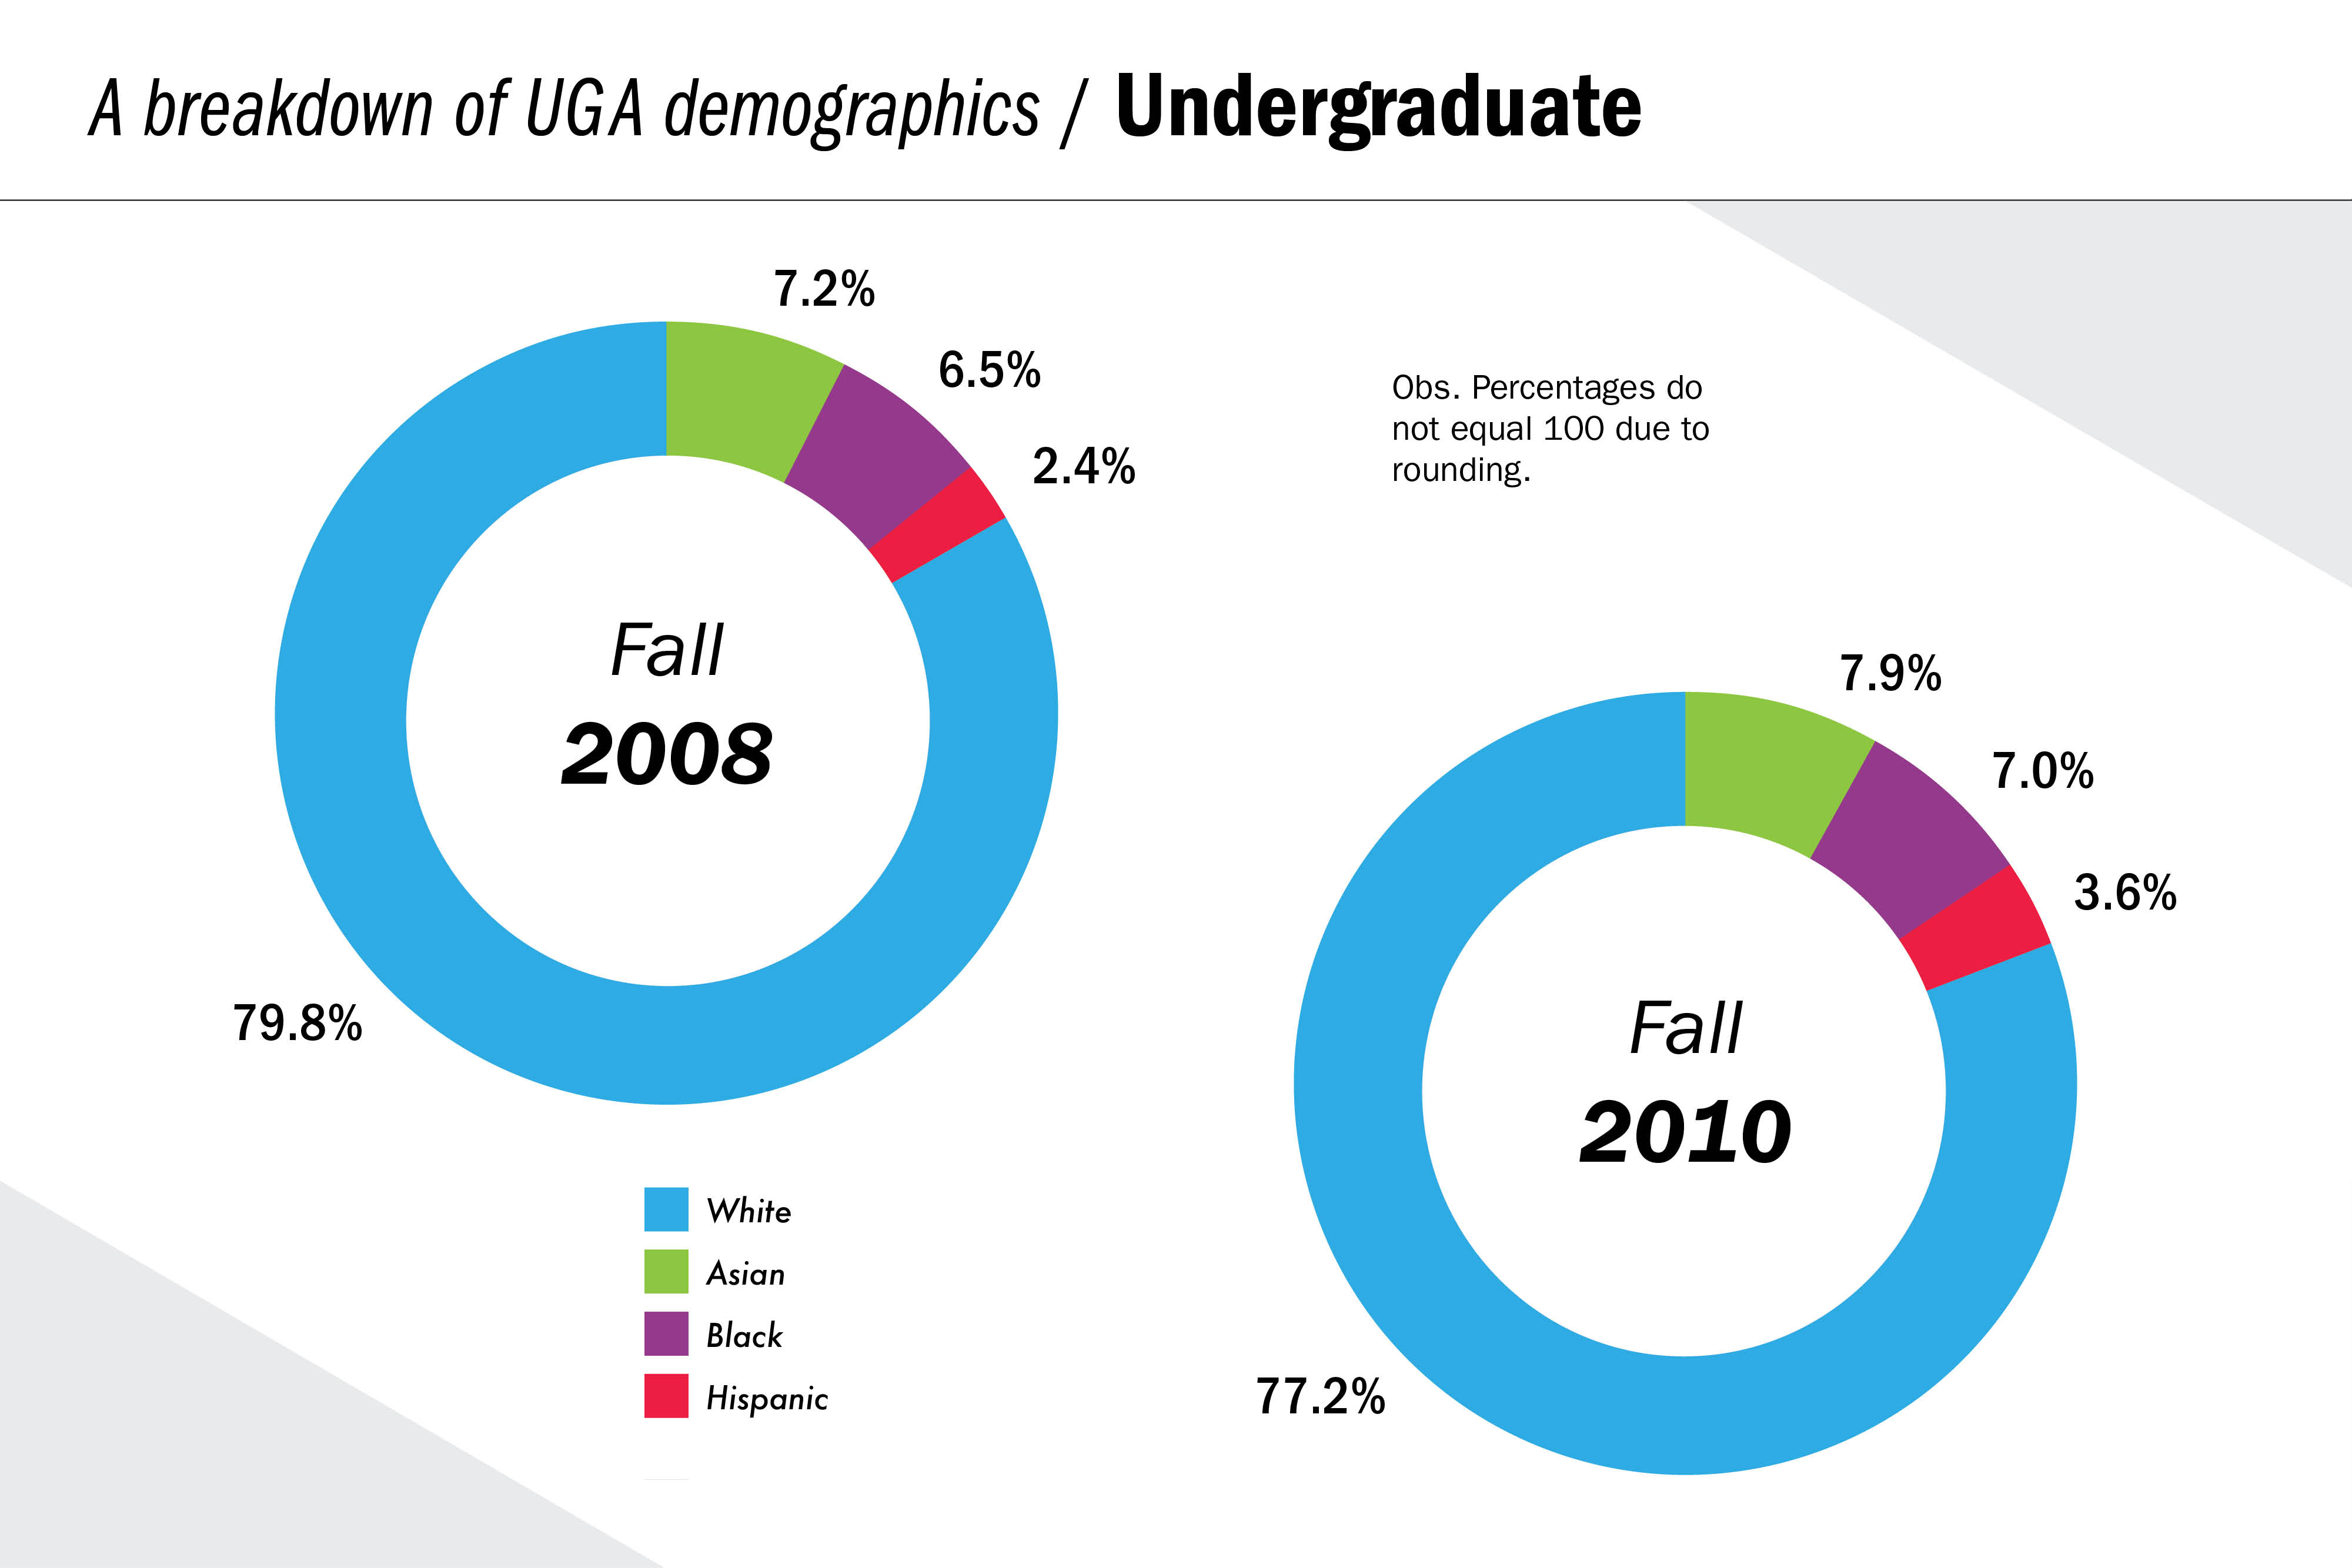 A breakdown of UGA demographics / Undergraduate
7.2%
6.5%
2.4%
79.8%
Fall
2008
Obs. Percentages do
not equal 100 due to
rounding.
7.9%
7.0%
3.6%
77.2%
Fall
2010
White
Asian
Black
Hispanic